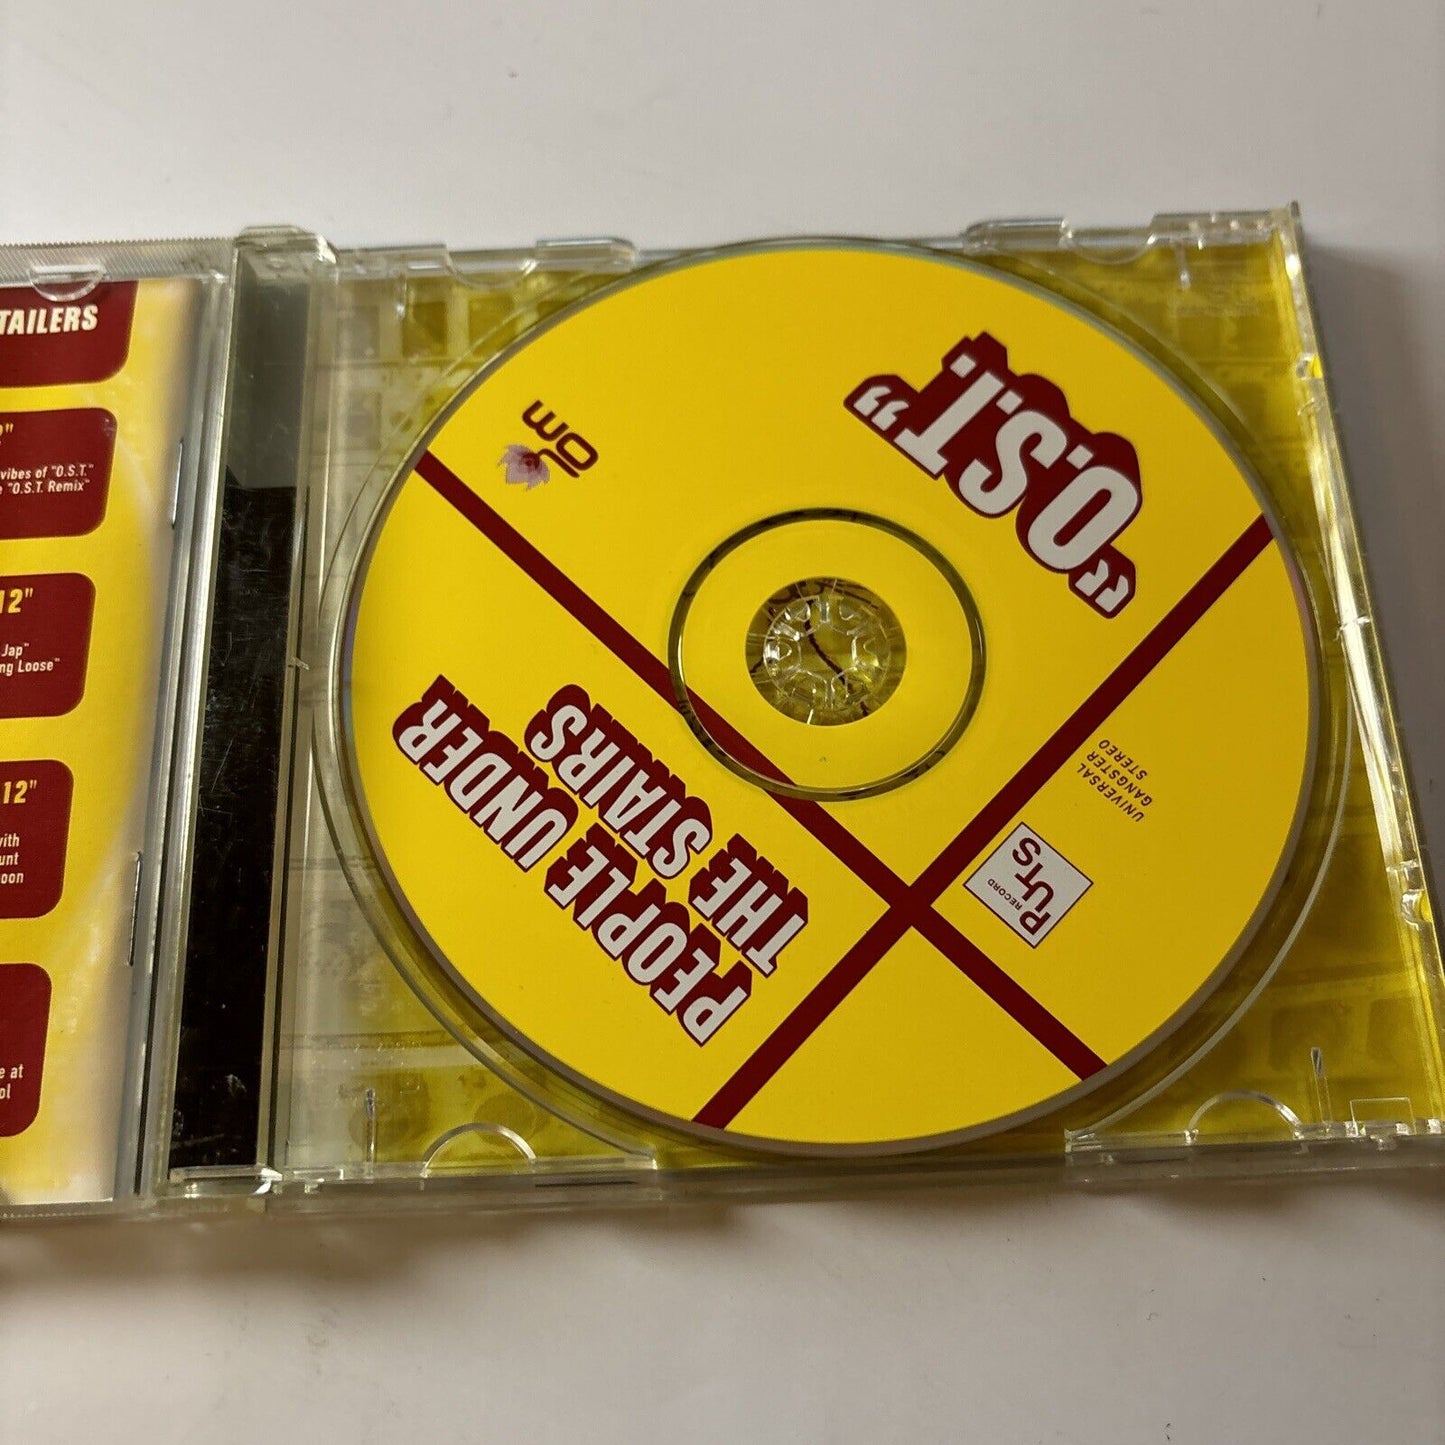 TAILERS
2"
vibes of "O.S.T."
e "O.S.T. Remix"
12"
Jap"
ng Loose"
12"
with
unt
oon
e at
ol
om
"O.S.T."
PEOPLE UNDER
THE STAIRS
UNIVERSAL
GANGSTER
STEREO
PUTS
RECORD